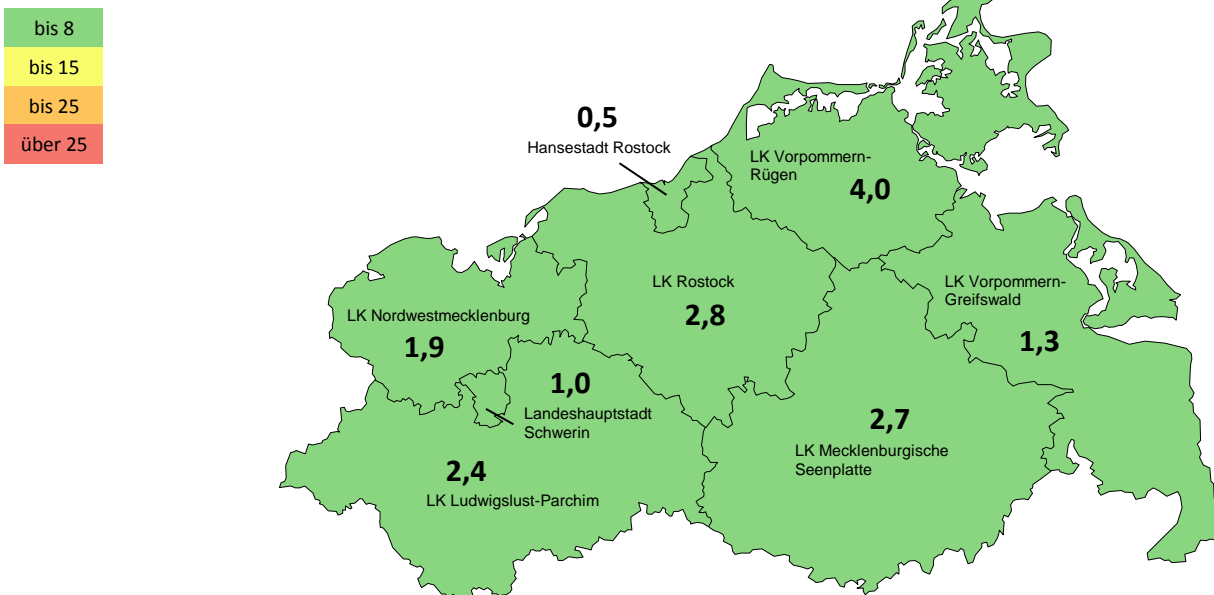 bis 8
bis 15
bis 25
über 25
0,5
Hansestadt Rostock
LK Vorpommern-
Rügen
4,0
LK Rostock
2,8
LK Vorpommern-
Greifswald
1,3
LK Nordwestmecklenburg
1,9
1,0
Landeshauptstadt
Schwerin
2,7
LK Mecklenburgische
Seenplatte
2,4
LK Ludwigslust-Parchim